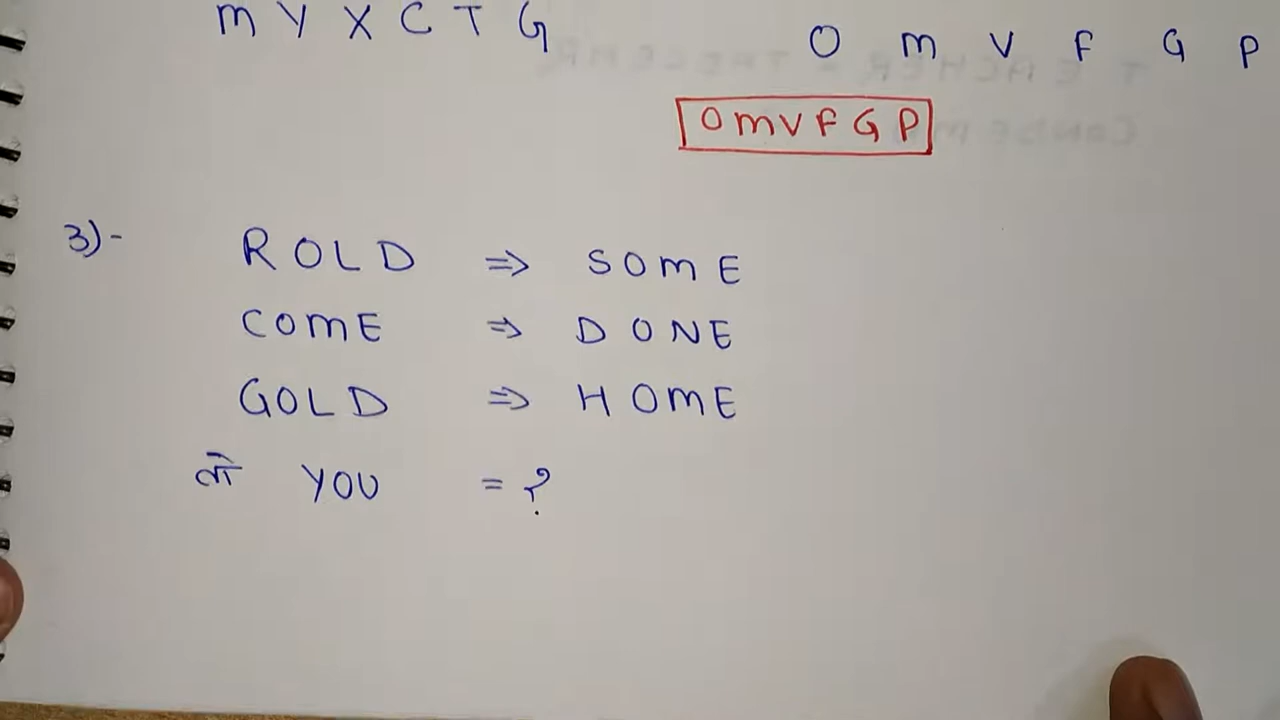 M Y X C T G
O M V F G P
OMVFGP
3)- ROLD ⇒ SOME
COME ⇒ DONE
GOLD ⇒ HOME
तो YOU = ?